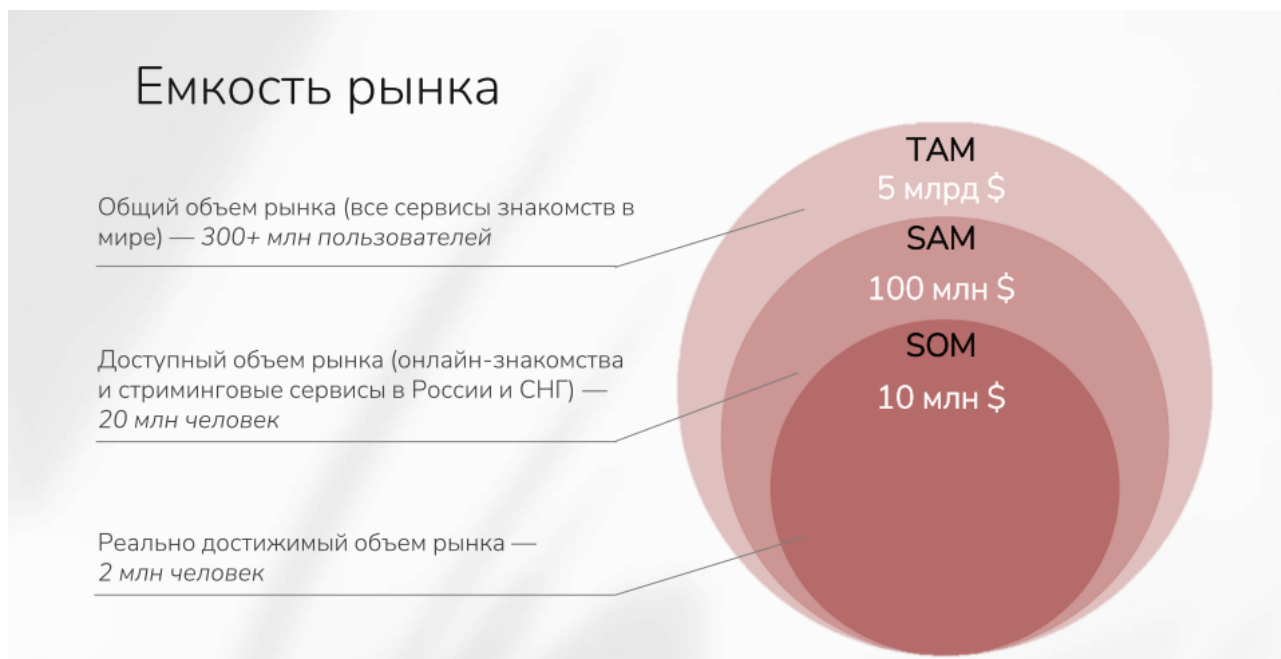 Емкость рынка
Общий объем рынка (все сервисы знакомств в
мире) — 300+ млн пользователей
Доступный объем рынка (онлайн-знакомства
и стриминговые сервисы в России и СНГ) —
20 млн человек
Реально достижимый объем рынка —
2 млн человек
TAM
5 млрд $
SAM
100 млн $
SOM
10 млн $